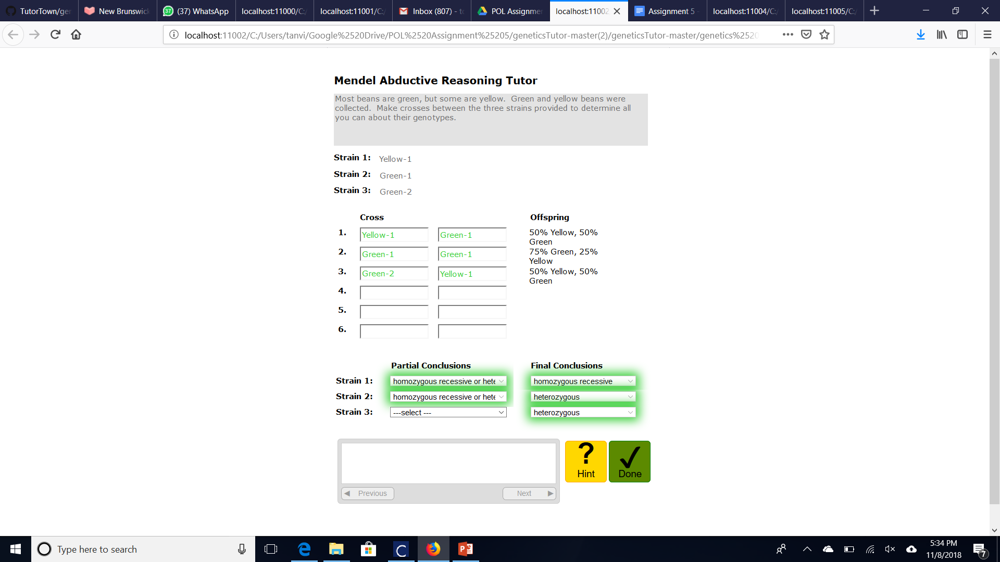 TutorTown/ger
New Brunswick
(37) WhatsApp
localhost:11000/C:/
localhost:11001/C:/
Inbox (807) - to
POL Assignmen
localhost:11002
Assignment 5 -
localhost:11004/C:/
localhost:11005/C:/
localhost:11002/C:/Users/tanvi/Google%2520Drive/POL%2520Assignment%25205/geneticsTutor-master(2)/geneticsTutor-master/genetics%2520
Mendel Abductive Reasoning Tutor
Most beans are green, but some are yellow.  Green and yellow beans were
collected.  Make crosses between the three strains provided to determine all
you can about their genotypes.
Strain 1: Yellow-1
Strain 2: Green-1
Strain 3: Green-2
Cross Offspring
1. Yellow-1 Green-1 50% Yellow, 50%
Green
2. Green-1 Green-1 75% Green, 25%
Yellow
3. Green-2 Yellow-1 50% Yellow, 50%
Green
4.
5.
6.
Partial Conclusions Final Conclusions
Strain 1: homozygous recessive or hete homozygous recessive
Strain 2: homozygous recessive or hete heterozygous
Strain 3: ---select --- heterozygous
? Hint
Done
Previous Next
Type here to search
5:34 PM
11/8/2018
7